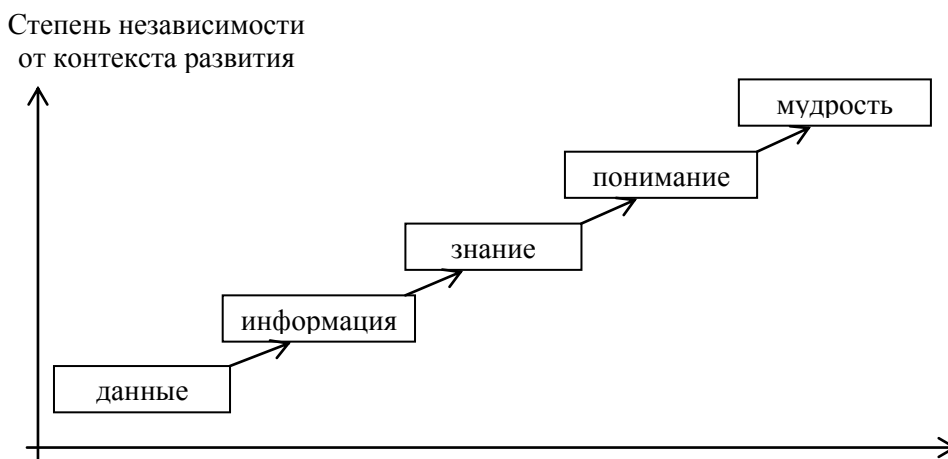 Степень независимости
от контекста развития
мудрость
понимание
знание
информация
данные